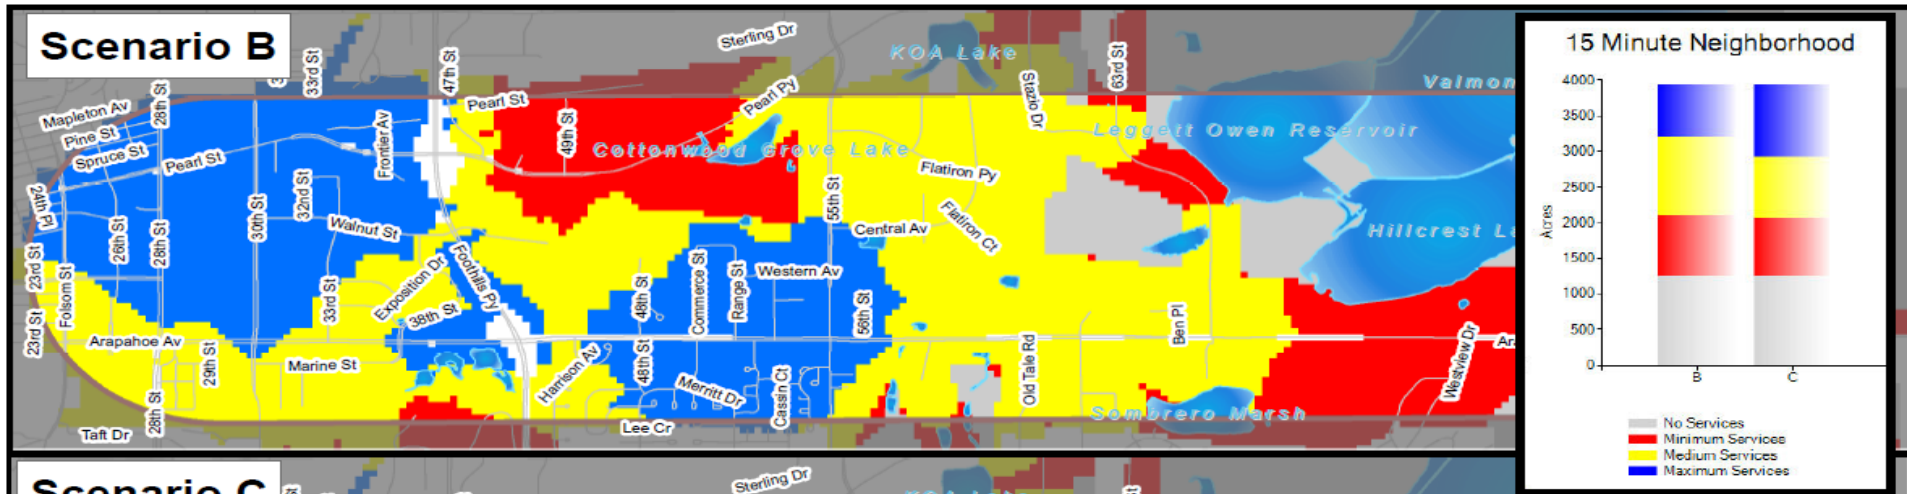 Scenario B
Sterling Dr
KOA Lake
33rd St
47th St
63rd St
Valmon
Mapleton Av
28th St
Pearl St
Pearl Py
Stazio Dr
Pine St
Spruce St
Pearl St
Frontier Av
49th St
Cottonwood Grove Lake
Leggett Owen Reservoir
Flatiron Py
24th Pl
26th St
28th St
30th St
32nd St
Walnut St
55th St
Central Av
Flatiron Ct
Hillcrest L
23rd St
Folsom St
33rd St
Exposition Dr
Foothills Py
48th St
Commerce St
Range St
Western Av
56th St
38th St
23rd St
Arapahoe Av
29th St
Marine St
Harrison Av
48th St
Merritt Dr
Cassin Ct
Old Tale Rd
Ben Pl
Ar
Westview Dr
Sombrero Marsh
28th St
Taft Dr
Lee Cr
15 Minute Neighborhood
Acres
4000
3500
3000
2500
2000
1500
1000
500
0
B
C
No Services
Minimum Services
Medium Services
Maximum Services
Scenario C
Sterling Dr